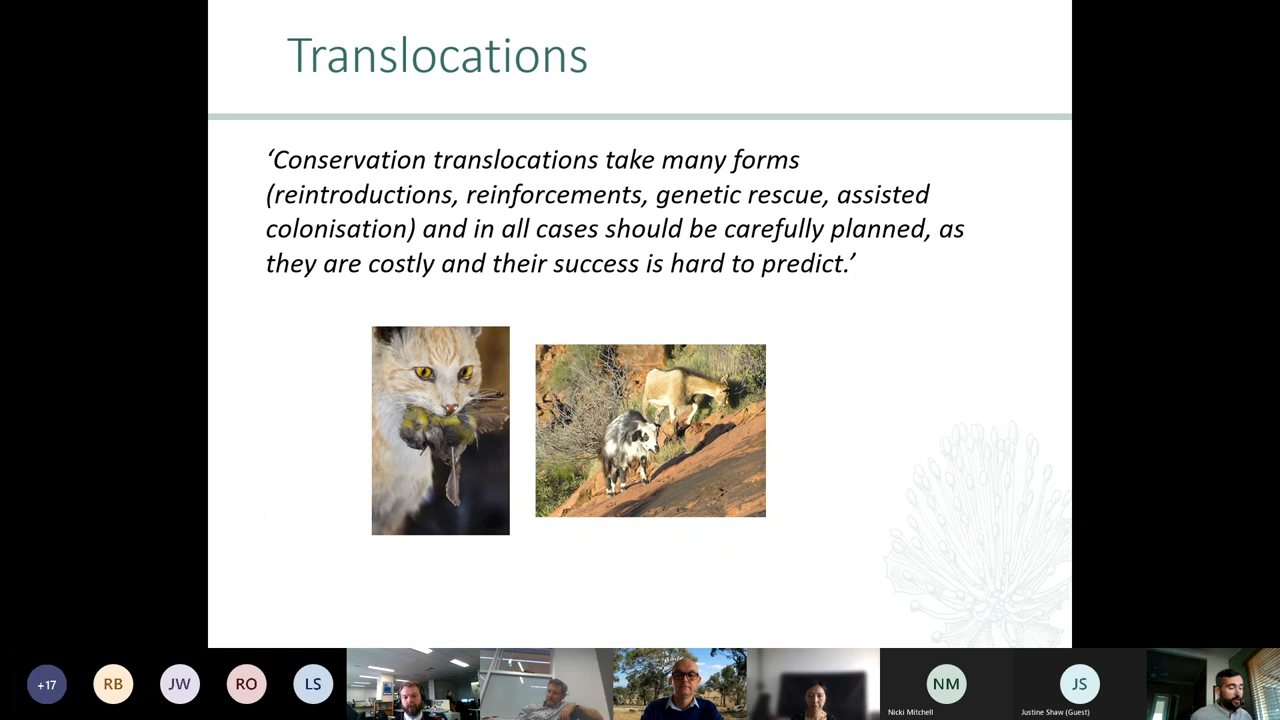 Translocations
‘Conservation translocations take many forms
(reintroductions, reinforcements, genetic rescue, assisted
colonisation) and in all cases should be carefully planned, as
they are costly and their success is hard to predict.’
+17
RB
JW
RO
LS
NM
JS
Nicki Mitchell
Justine Shaw (Guest)